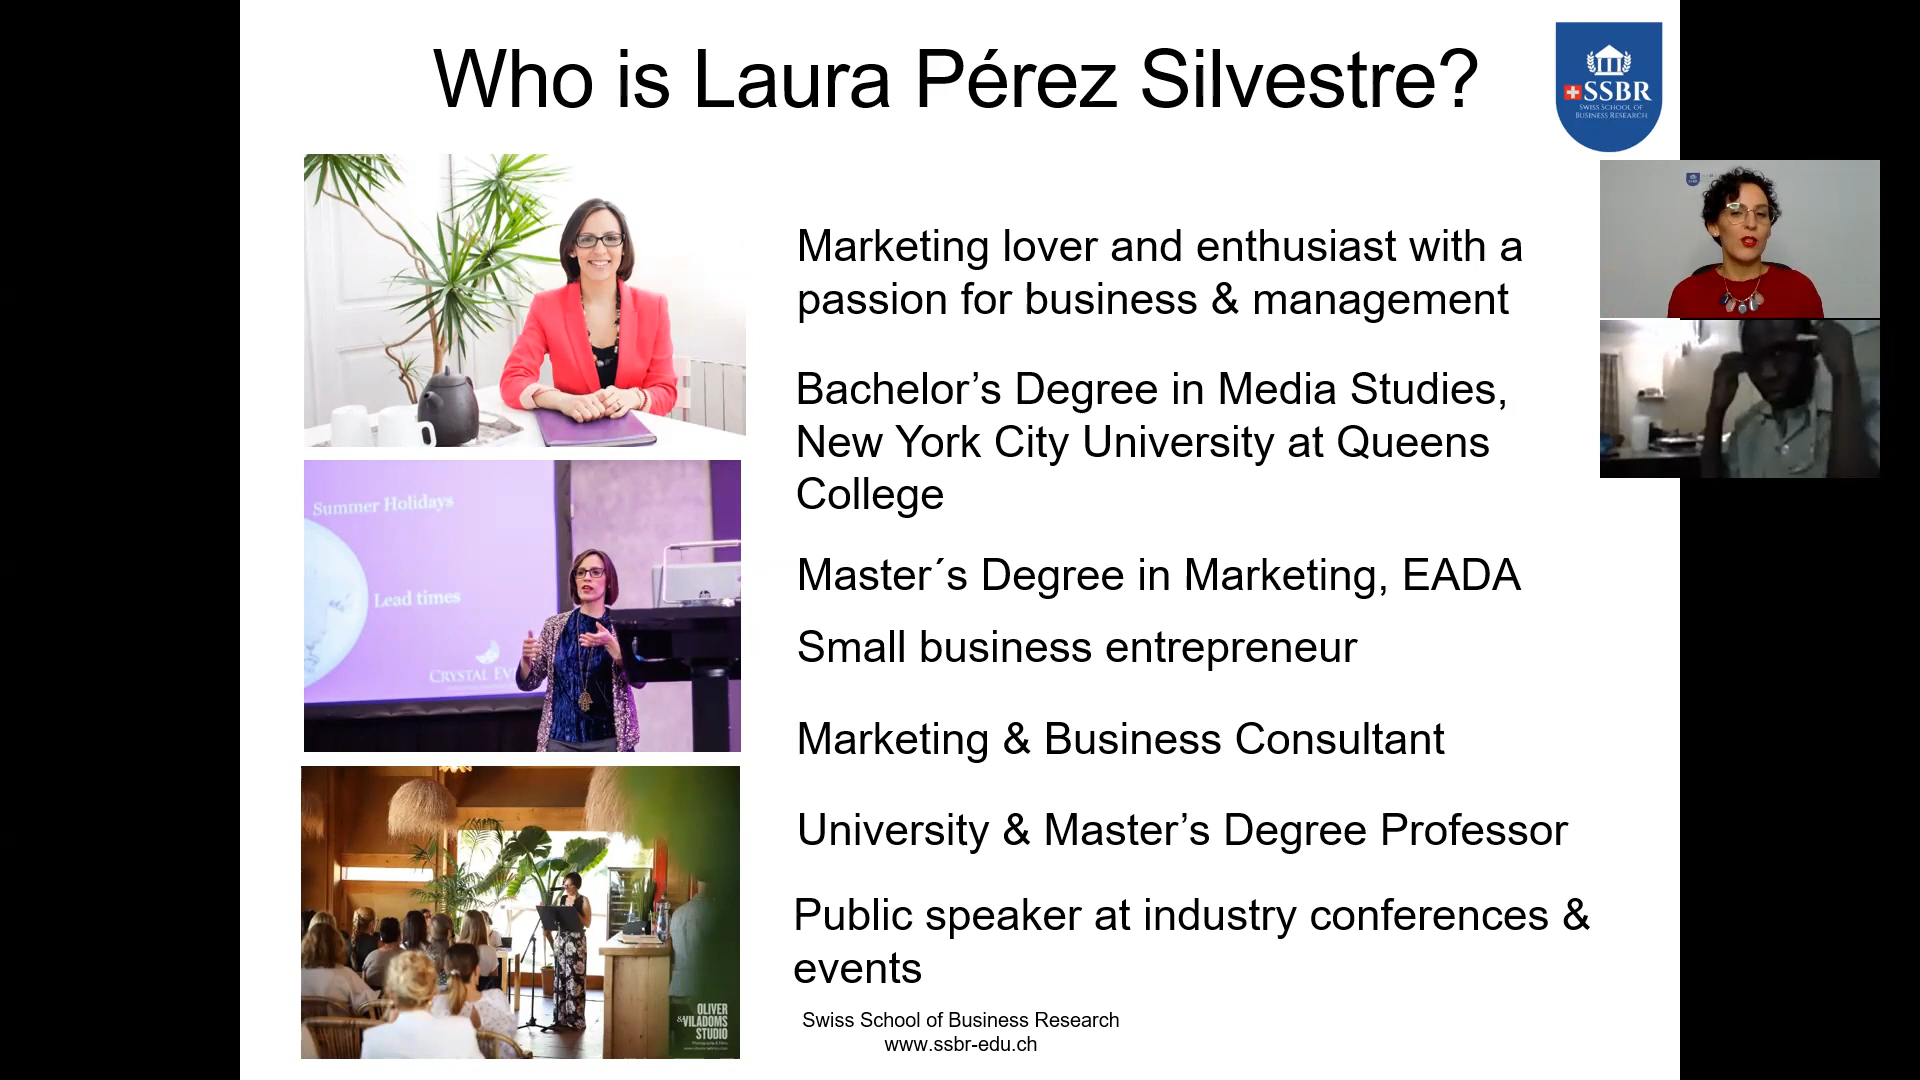 Who is Laura Pérez Silvestre?
SSBR
SWISS SCHOOL OF
BUSINESS RESEARCH
Marketing lover and enthusiast with a
passion for business & management
Bachelor’s Degree in Media Studies,
New York City University at Queens
College
Master´s Degree in Marketing, EADA
Small business entrepreneur
Marketing & Business Consultant
University & Master’s Degree Professor
Public speaker at industry conferences &
events
Summer Holidays
Lead times
CRYSTAL EV
OLIVER
&VILADOMS
STUDIO
Swiss School of Business Research
www.ssbr-edu.ch